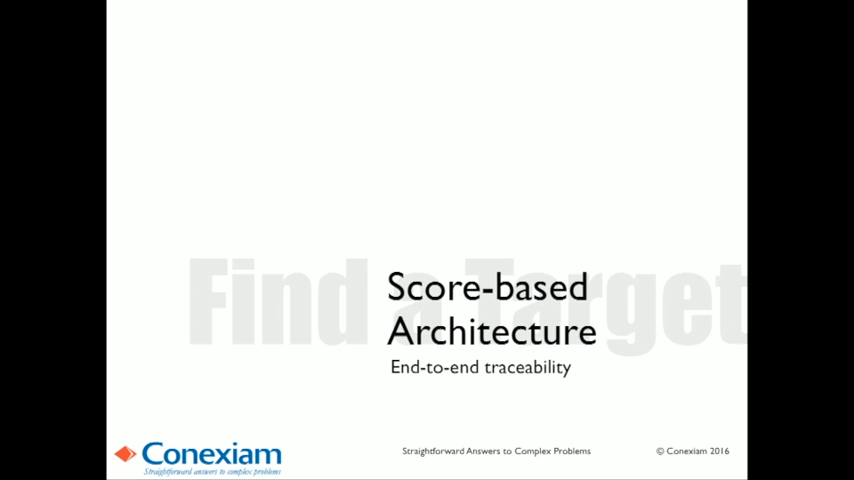 Find a Target
Score-based
Architecture
End-to-end traceability
Conexiam
Straightforward answers to complex problems
Straightforward Answers to Complex Problems
© Conexiam 2016